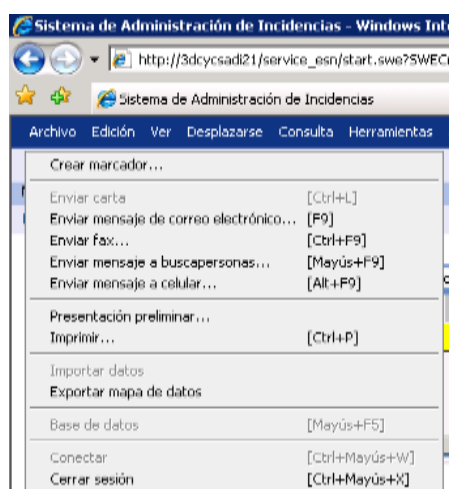 Sistema de Administración de Incidencias - Windows Int
http://3dcycsadi21/service_esn/start.swe?SWEC
Sistema de Administración de Incidencias
Archivo Edición Ver Desplazarse Consulta Herramientas
Crear marcador...
Enviar carta [Ctrl+L]
Enviar mensaje de correo electrónico... [F9]
Enviar fax... [Ctrl+F9]
Enviar mensaje a buscapersonas... [Mayús+F9]
Enviar mensaje a celular... [Alt+F9]
Presentación preliminar...
Imprimir... [Ctrl+P]
Importar datos
Exportar mapa de datos
Base de datos [Mayús+F5]
Conectar [Ctrl+Mayús+W]
Cerrar sesión [Ctrl+Mayús+X]